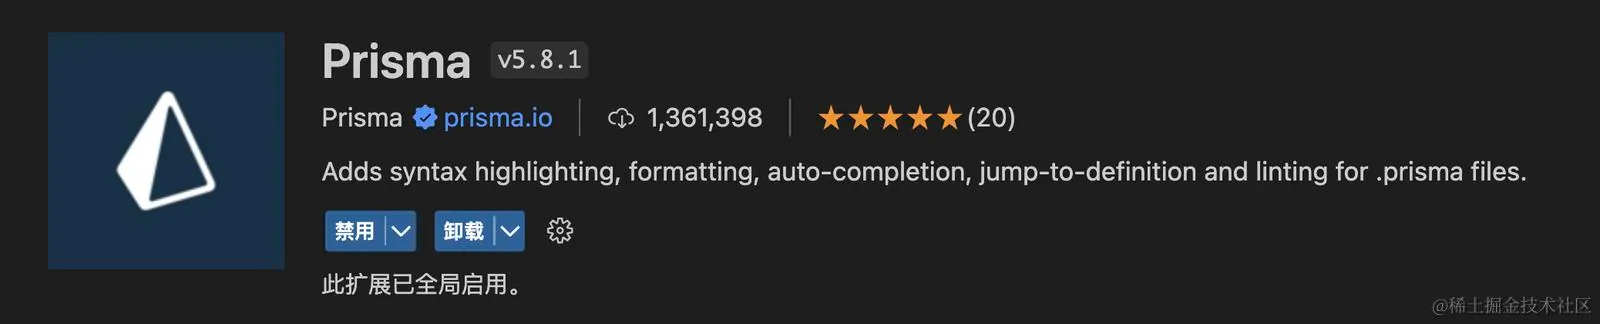 Prisma v5.8.1
Prisma prisma.io 1,361,398 (20)
Adds syntax highlighting, formatting, auto-completion, jump-to-definition and linting for .prisma files.
禁用 卸载
此扩展已全局启用。
@稀土掘金技术社区